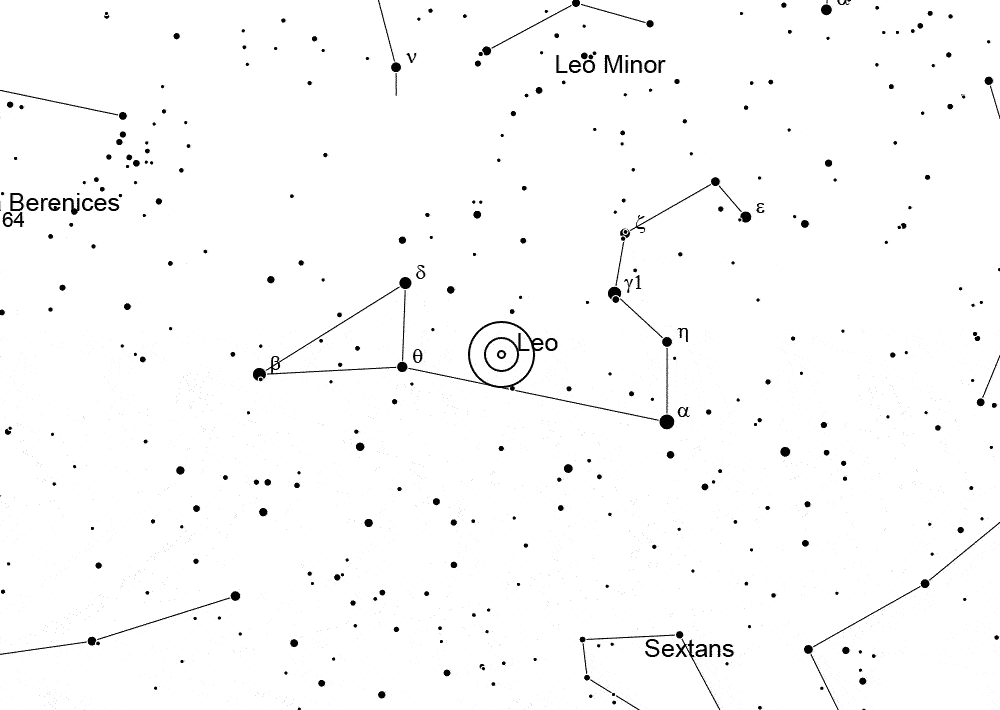 α
ν
Leo Minor
Berenices
64
ε
ζ
δ
γ1
η
Leo
β
θ
α
Sextans